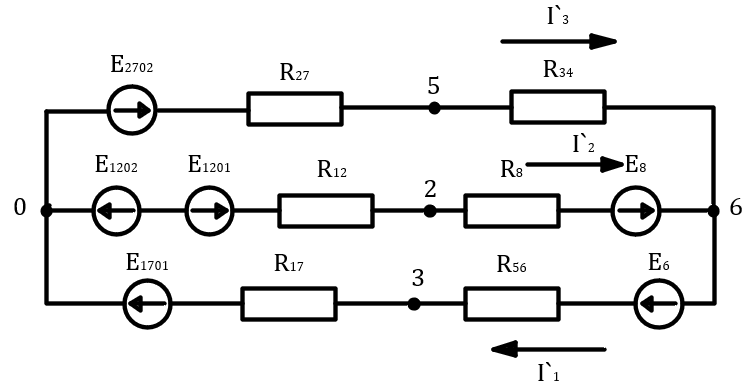 I`₃
E₂₇₀₂
R₂₇
5
R₃₄
I`₂
E₁₂₀₂
E₁₂₀₁
R₁₂
R₈
E₈
0
2
6
E₁₇₀₁
R₁₇
3
R₅₆
E₆
I`₁